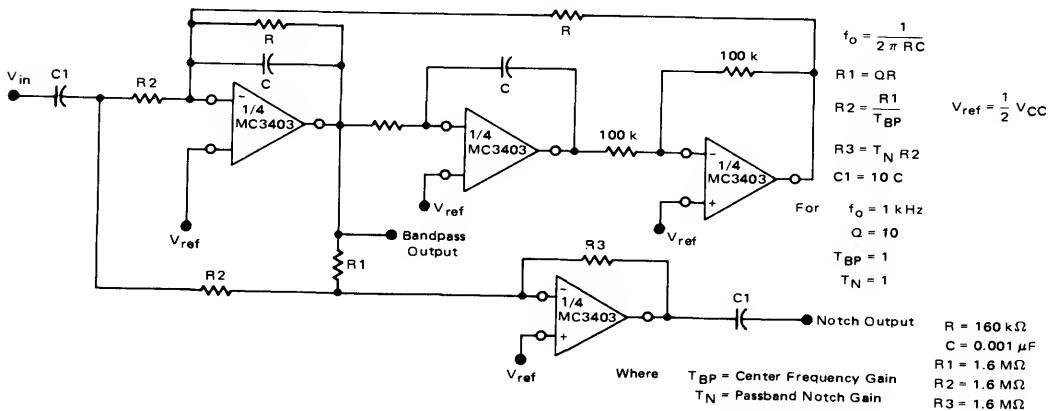 R
R
100 k
C
C
V_in
C1
R2
–
1/4
MC3403
–
1/4
MC3403
100 k
–
1/4
MC3403
+
V_ref
V_ref
V_ref
Bandpass
Output
R1
R2
R3
–
1/4
MC3403
+
V_ref
C1
Notch Output
f_o = 1 / 2 π RC
R1 = QR
R2 = R1 / T_BP
V_ref = 1/2 V_CC
R3 = T_N R2
C1 = 10 C
For f_o = 1 kHz
Q = 10
T_BP = 1
T_N = 1
R = 160 kΩ
C = 0.001 μF
R1 = 1.6 MΩ
R2 = 1.6 MΩ
R3 = 1.6 MΩ
Where T_BP = Center Frequency Gain
T_N = Passband Notch Gain